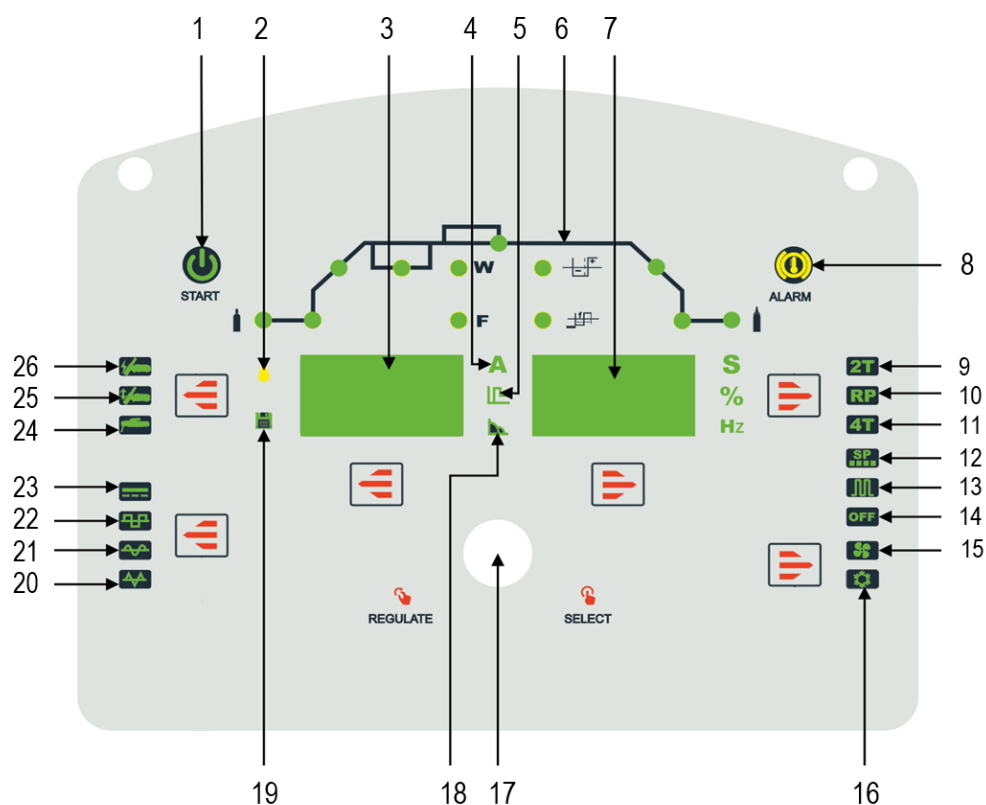 1 2 3 4 5 6 7
START
W
F
8
ALARM
26
25
24
A
S
%
Hz
2T 9
RP 10
4T 11
SP 12
13
OFF 14
15
23
22
21
20
REGULATE SELECT
19 18 17 16